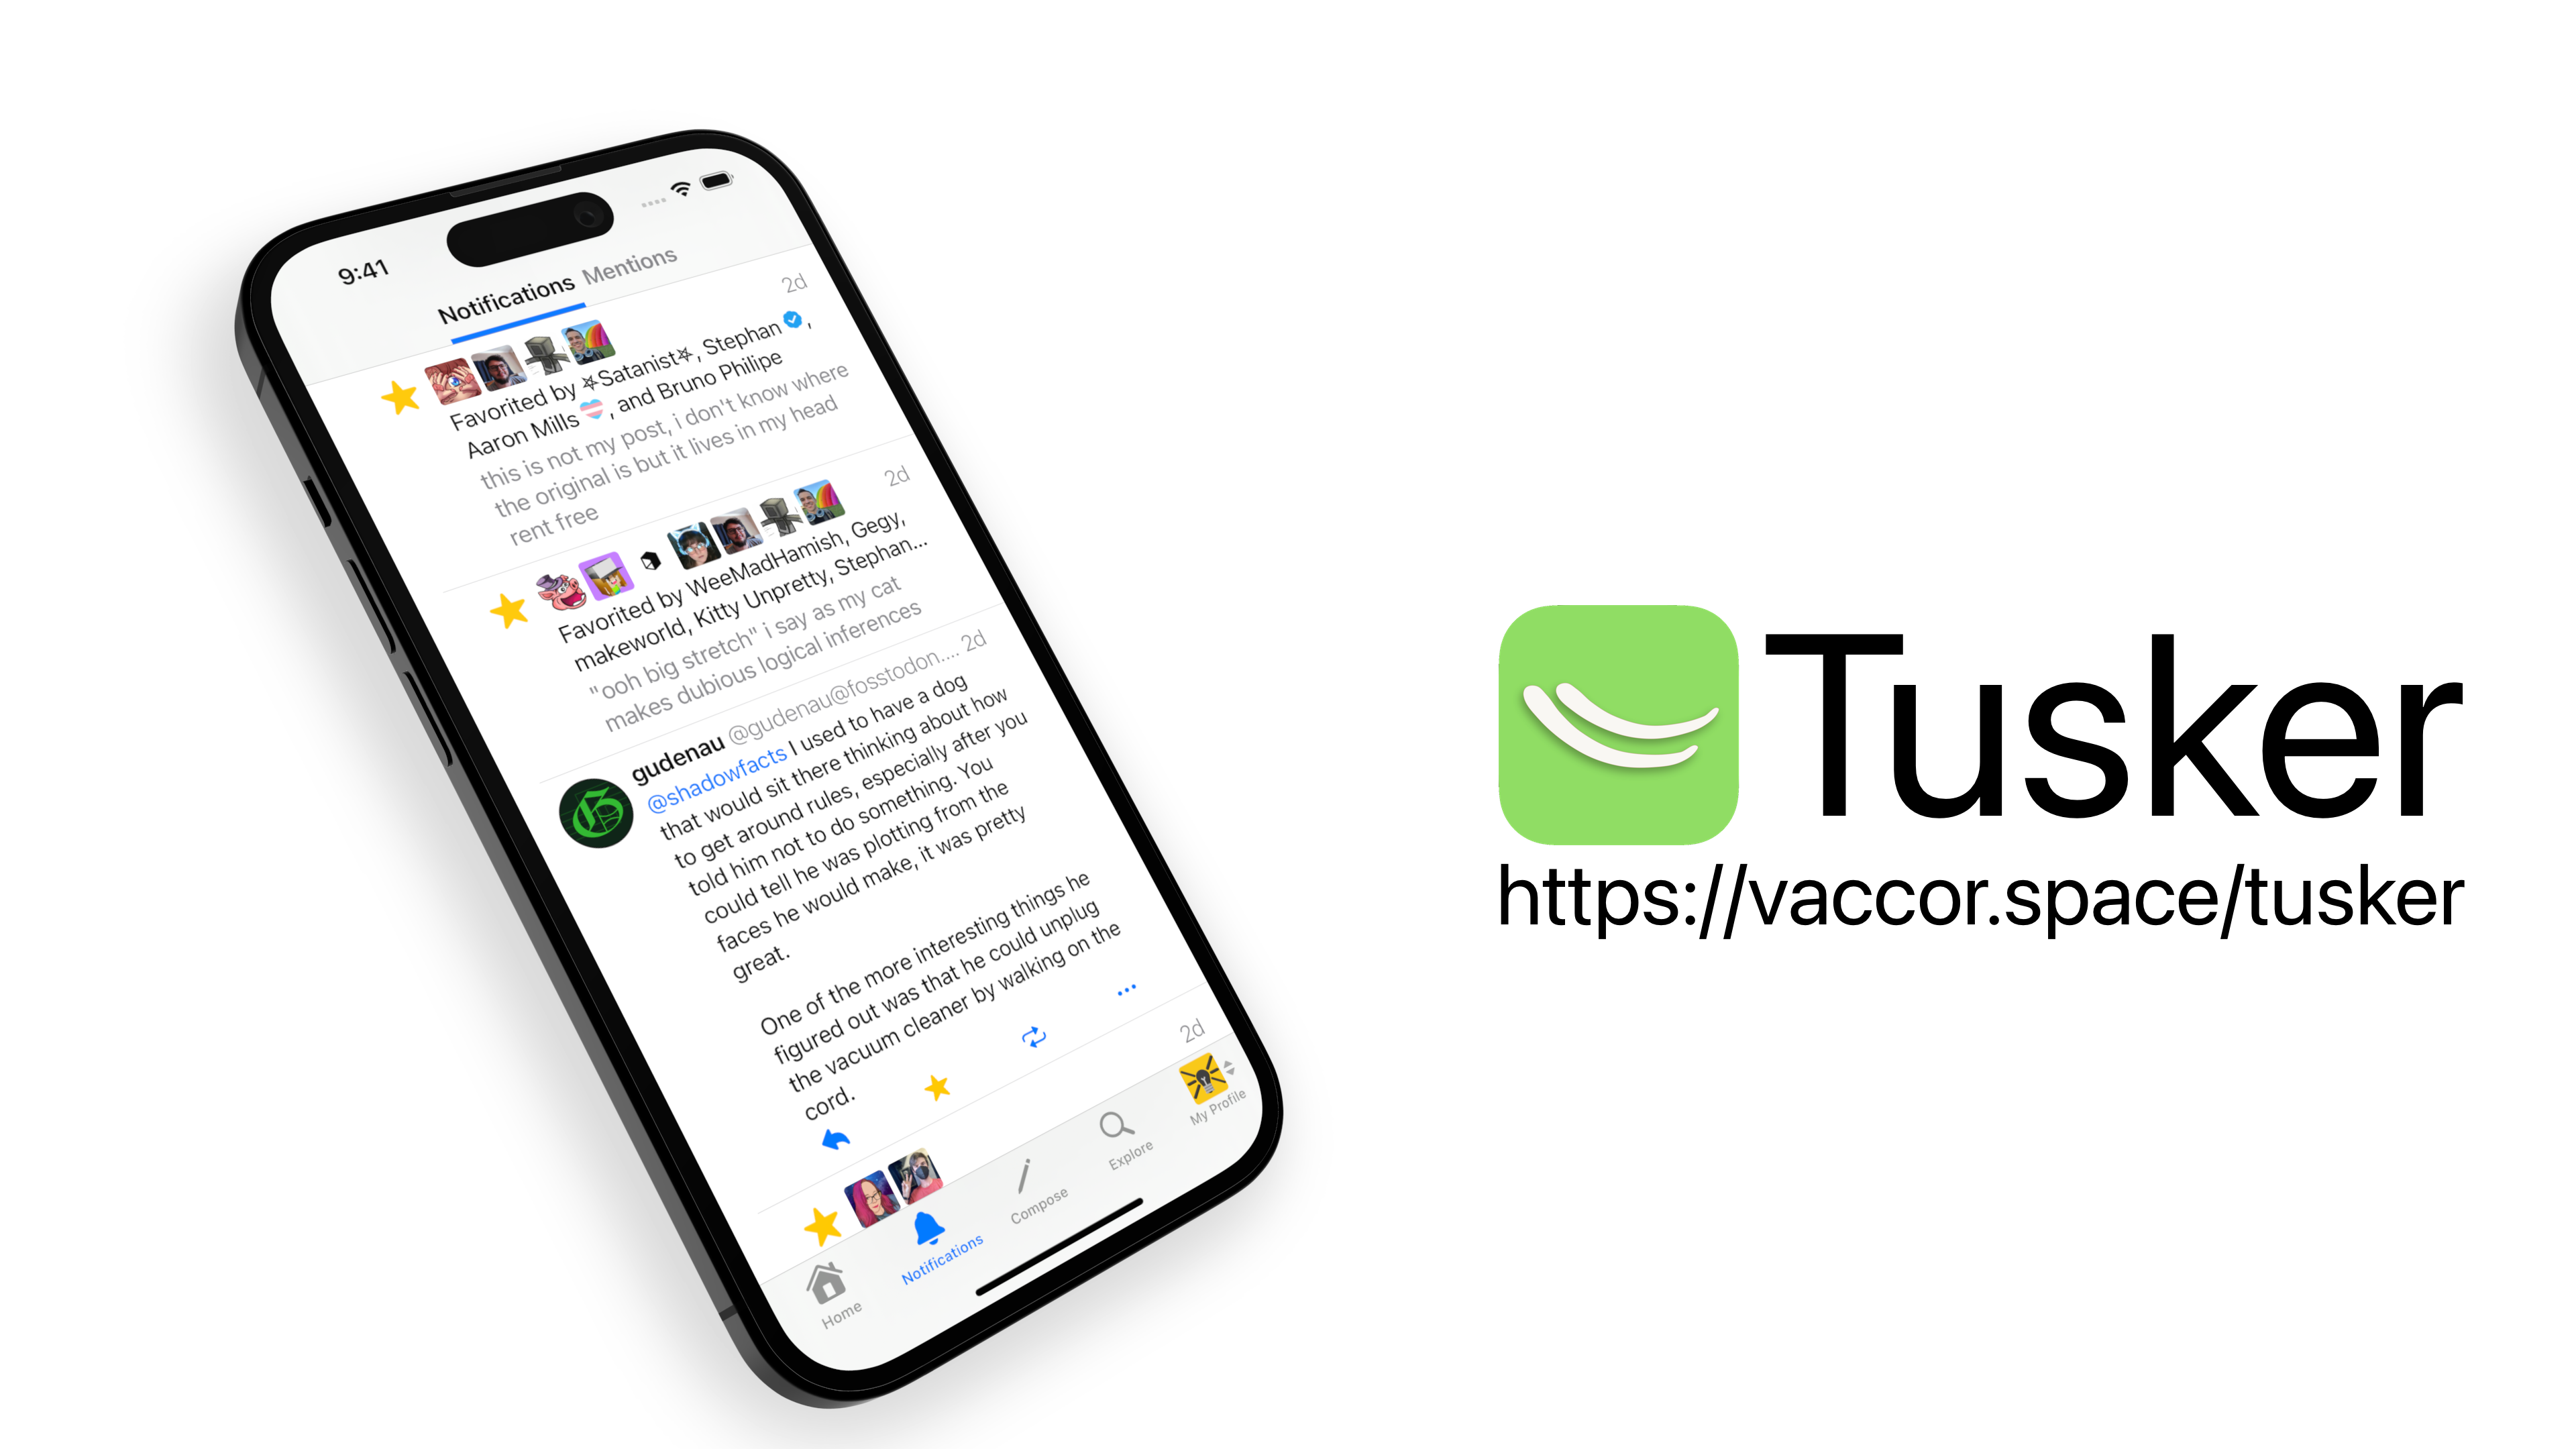 9:41
Notifications Mentions
2d
Favorited by ⛧Satanist⛧, Stephan,
Aaron Mills, and Bruno Philipe
this is not my post, i don't know where
the original is but it lives in my head
rent free
2d
Favorited by WeeMadHamish, Gegy,
makeworld, Kitty Unpretty, Stephan...
"ooh big stretch" i say as my cat
makes dubious logical inferences
gudenau @gudenau@fosstodon.... 2d
@shadowfacts I used to have a dog
that would sit there thinking about how
to get around rules, especially after you
told him not to do something. You
could tell he was plotting from the
faces he would make, it was pretty
great.
One of the more interesting things he
figured out was that he could unplug
the vacuum cleaner by walking on the
cord.
2d
Home
Notifications
Compose
Explore
My Profile
Tusker
https://vaccor.space/tusker